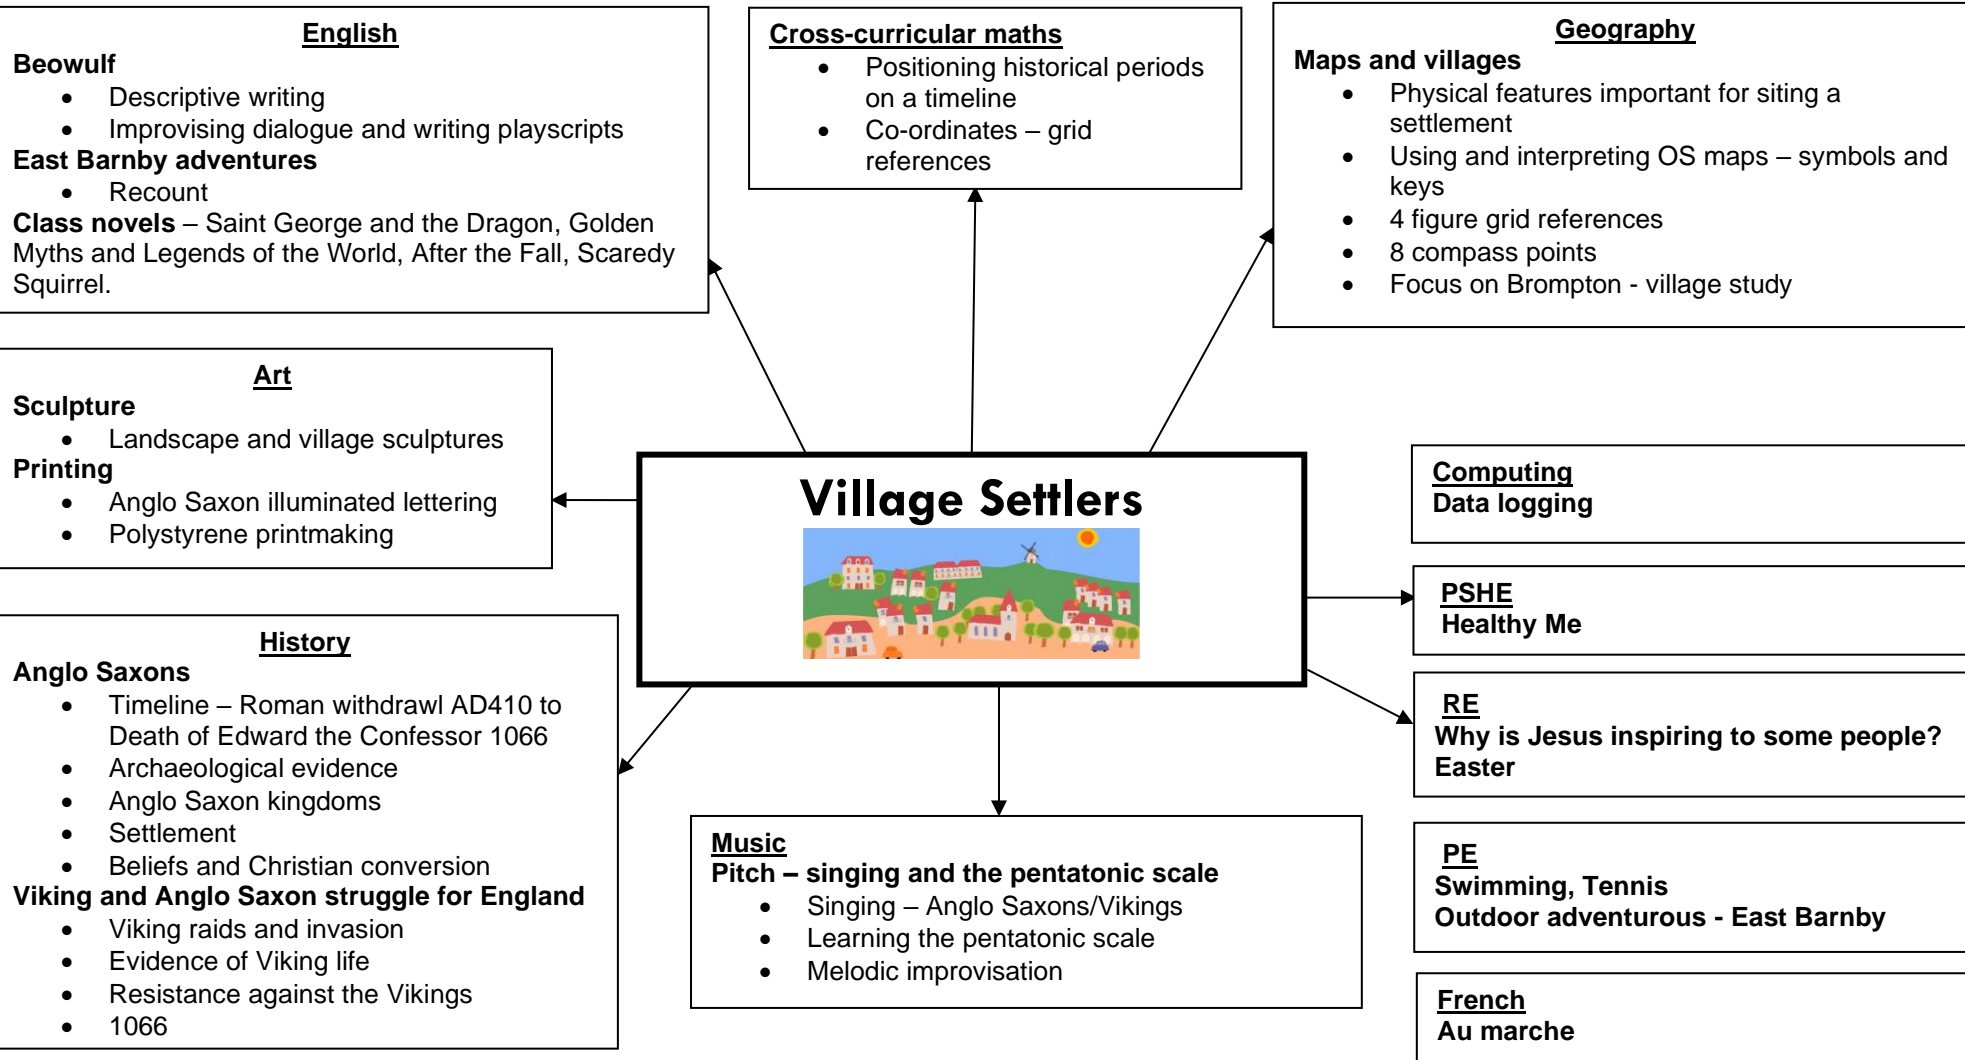 English
Beowulf
• Descriptive writing
• Improvising dialogue and writing playscripts
East Barnby adventures
• Recount
Class novels – Saint George and the Dragon, Golden
Myths and Legends of the World, After the Fall, Scaredy
Squirrel.
Cross-curricular maths
• Positioning historical periods
on a timeline
• Co-ordinates – grid
references
Geography
Maps and villages
• Physical features important for siting a
settlement
• Using and interpreting OS maps – symbols and
keys
• 4 figure grid references
• 8 compass points
• Focus on Brompton - village study
Art
Sculpture
• Landscape and village sculptures
Printing
• Anglo Saxon illuminated lettering
• Polystyrene printmaking
Village Settlers
Computing
Data logging
PSHE
Healthy Me
RE
Why is Jesus inspiring to some people?
Easter
History
Anglo Saxons
• Timeline – Roman withdrawl AD410 to
Death of Edward the Confessor 1066
• Archaeological evidence
• Anglo Saxon kingdoms
• Settlement
• Beliefs and Christian conversion
Viking and Anglo Saxon struggle for England
• Viking raids and invasion
• Evidence of Viking life
• Resistance against the Vikings
• 1066
Music
Pitch – singing and the pentatonic scale
• Singing – Anglo Saxons/Vikings
• Learning the pentatonic scale
• Melodic improvisation
PE
Swimming, Tennis
Outdoor adventurous - East Barnby
French
Au marche